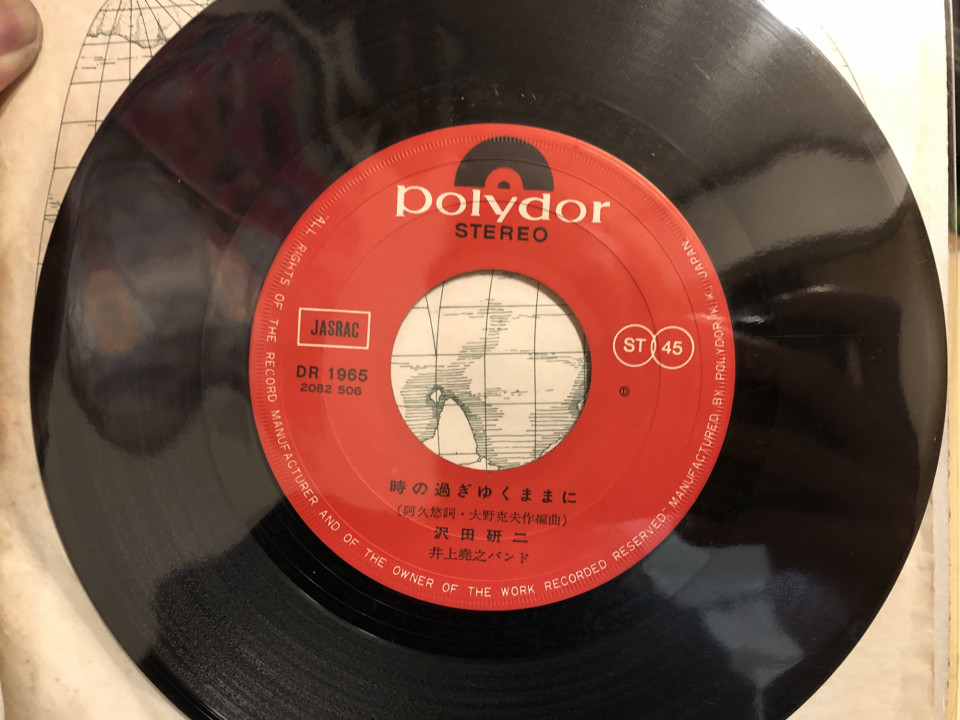 polydor
STEREO
JASRAC
DR 1965
2082 506
ST 45
①
時の過ぎゆくままに
(阿久悠詞・大野克夫作編曲)
沢田研二
井上堯之バンド
"ALL RIGHTS OF THE RECORD MANUFACTURER AND OF THE OWNER OF THE WORK RECORDED RESERVED." MANUFACTURED BY POLYDOR K.K. JAPAN